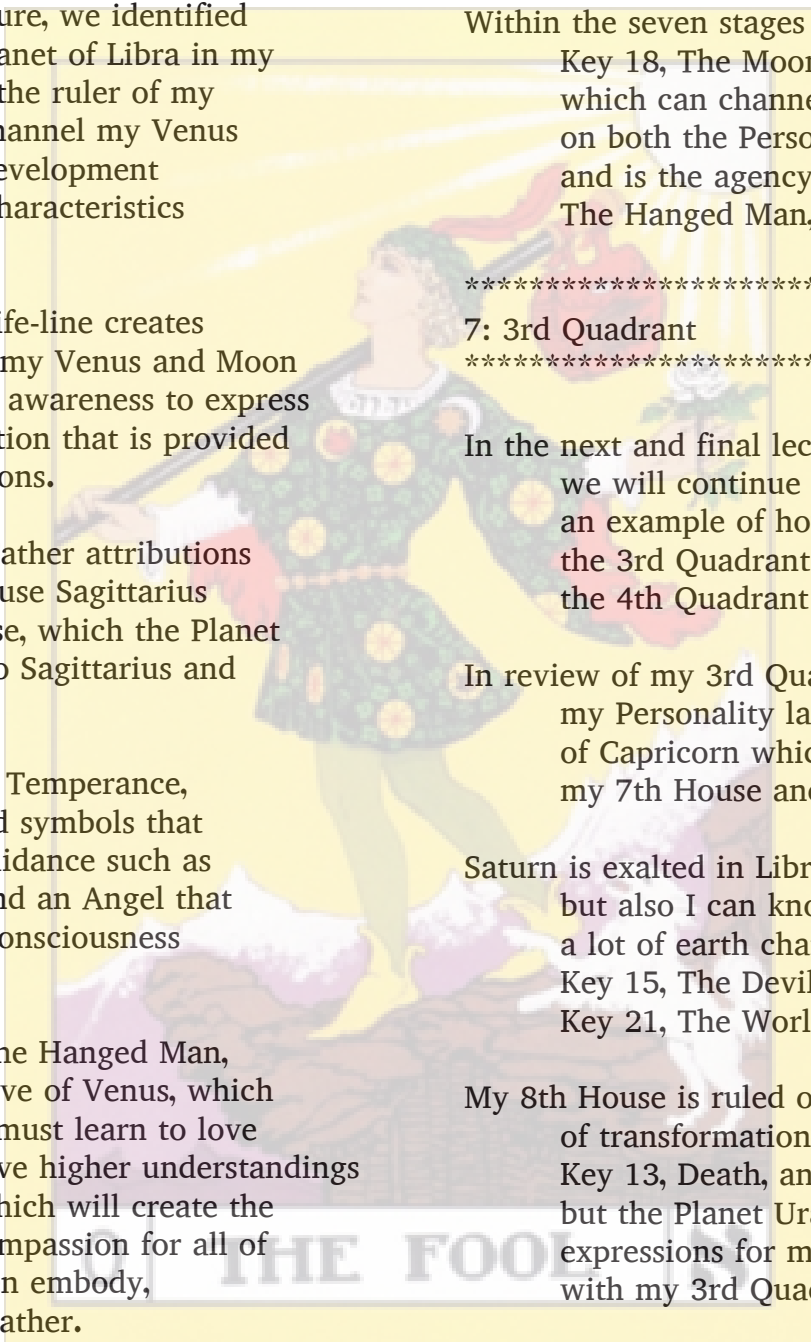 ure, we identified
anet of Libra in my
the ruler of my
hannel my Venus
evelopment
haracteristics
ife-line creates
my Venus and Moon
awareness to express
tion that is provided
ons.
ather attributions
use Sagittarius
se, which the Planet
o Sagittarius and
Temperance,
d symbols that
uidance such as
nd an Angel that
onsciousness
he Hanged Man,
ve of Venus, which
must learn to love
ve higher understandings
hich will create the
mpassion for all of
n embody,
ather.
Within the seven stages
Key 18, The Moon
which can channe
on both the Perso
and is the agency
The Hanged Man,
**********************
7: 3rd Quadrant
**********************
In the next and final lec
we will continue
an example of ho
the 3rd Quadrant
the 4th Quadrant
In review of my 3rd Qua
my Personality la
of Capricorn whic
my 7th House and
Saturn is exalted in Libr
but also I can kno
a lot of earth cha
Key 15, The Devil
Key 21, The Worl
My 8th House is ruled o
of transformation
Key 13, Death, an
but the Planet Ura
expressions for m
with my 3rd Quad
0 THE FOOL